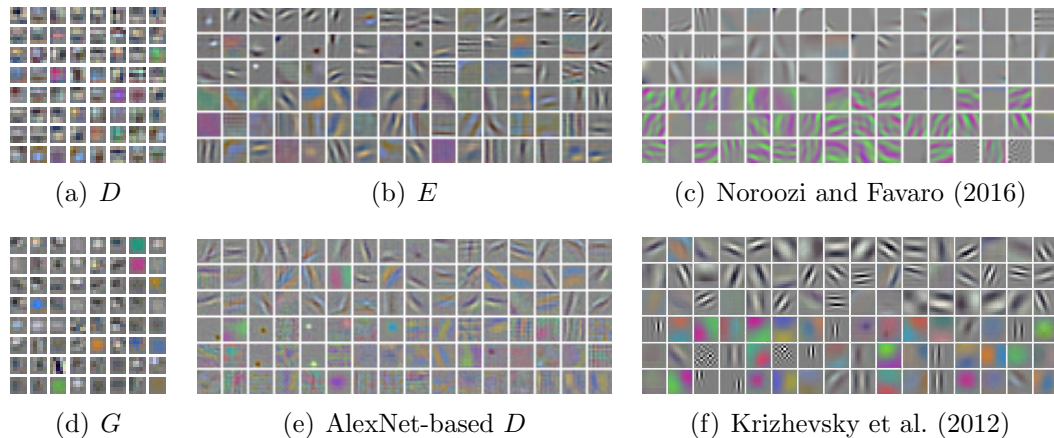 (a) D
(b) E
(c) Noroozi and Favaro (2016)
(d) G
(e) AlexNet-based D
(f) Krizhevsky et al. (2012)